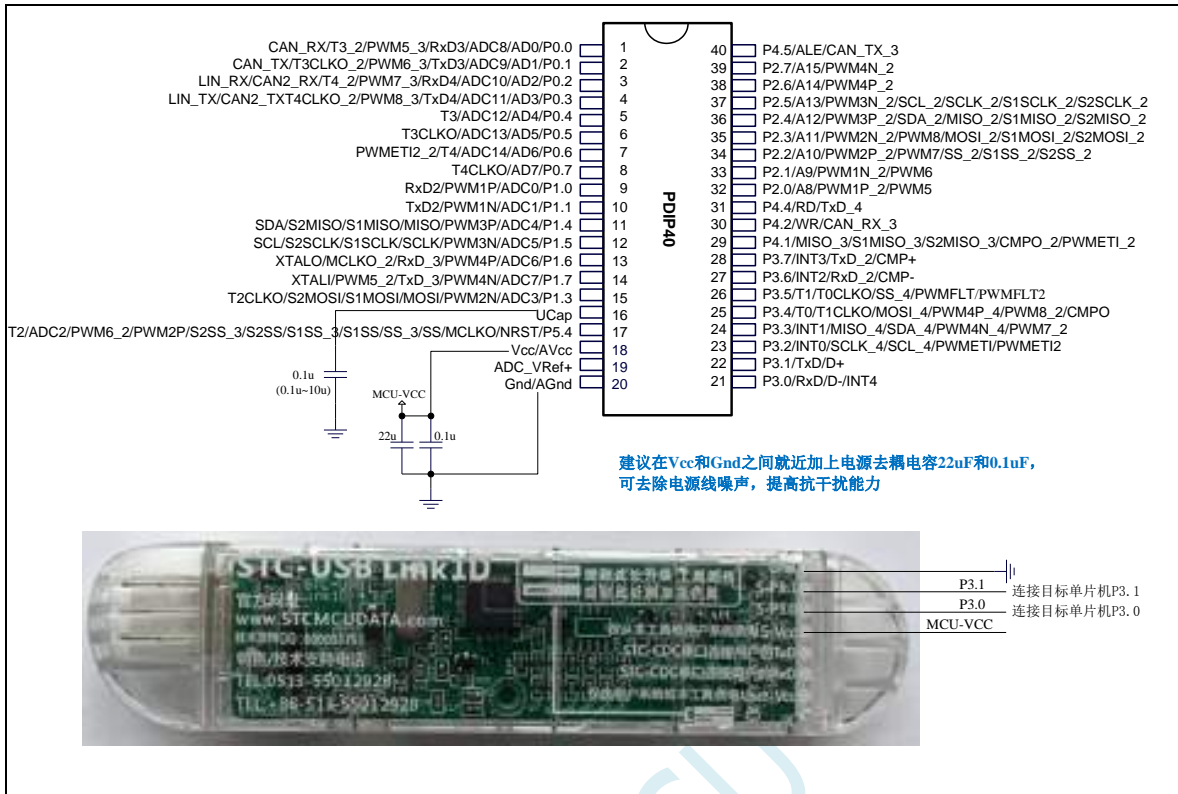 CAN_RX/T3_2/PWM5_3/RxD3/ADC8/AD0/P0.0
CAN_TX/T3CLKO_2/PWM6_3/TxD3/ADC9/AD1/P0.1
LIN_RX/CAN2_RX/T4_2/PWM7_3/RxD4/ADC10/AD2/P0.2
LIN_TX/CAN2_TXT4CLKO_2/PWM8_3/TxD4/ADC11/AD3/P0.3
T3/ADC12/AD4/P0.4
T3CLKO/ADC13/AD5/P0.5
PWMETI2_2/T4/ADC14/AD6/P0.6
T4CLKO/AD7/P0.7
RxD2/PWM1P/ADC0/P1.0
TxD2/PWM1N/ADC1/P1.1
SDA/S2MISO/S1MISO/MISO/PWM3P/ADC4/P1.4
SCL/S2SCLK/S1SCLK/SCLK/PWM3N/ADC5/P1.5
XTALO/MCLKO_2/RxD_3/PWM4P/ADC6/P1.6
XTALI/PWM5_2/TxD_3/PWM4N/ADC7/P1.7
T2CLKO/S2MOSI/S1MOSI/MOSI/PWM2N/ADC3/P1.3
UCap
T2/ADC2/PWM6_2/PWM2P/S2SS_3/S2SS/S1SS_3/S1SS/SS_3/SS/MCLKO/NRST/P5.4
Vcc/AVcc
ADC_VRef+
Gnd/AGnd
1
2
3
4
5
6
7
8
9
10
11
12
13
14
15
16
17
18
19
20
PDIP40
40
39
38
37
36
35
34
33
32
31
30
29
28
27
26
25
24
23
22
21
P4.5/ALE/CAN_TX_3
P2.7/A15/PWM4N_2
P2.6/A14/PWM4P_2
P2.5/A13/PWM3N_2/SCL_2/SCLK_2/S1SCLK_2/S2SCLK_2
P2.4/A12/PWM3P_2/SDA_2/MISO_2/S1MISO_2/S2MISO_2
P2.3/A11/PWM2N_2/PWM8/MOSI_2/S1MOSI_2/S2MOSI_2
P2.2/A10/PWM2P_2/PWM7/SS_2/S1SS_2/S2SS_2
P2.1/A9/PWM1N_2/PWM6
P2.0/A8/PWM1P_2/PWM5
P4.4/RD/TxD_4
P4.2/WR/CAN_RX_3
P4.1/MISO_3/S1MISO_3/S2MISO_3/CMPO_2/PWMETI_2
P3.7/INT3/TxD_2/CMP+
P3.6/INT2/RxD_2/CMP-
P3.5/T1/T0CLKO/SS_4/PWMFLT/PWMFLT2
P3.4/T0/T1CLKO/MOSI_4/PWM4P_4/PWM8_2/CMPO
P3.3/INT1/MISO_4/SDA_4/PWM4N_4/PWM7_2
P3.2/INT0/SCLK_4/SCL_4/PWMETI/PWMETI2
P3.1/TxD/D+
P3.0/RxD/D-/INT4
0.1u
(0.1u~10u)
MCU-VCC
22u
0.1u
建议在Vcc和Gnd之间就近加上电源去耦电容22uF和0.1uF，
可去除电源线噪声，提高抗干扰能力
STC-USB Link1D
官方网址
www.STCMCUDATA.com
TEL:0513-55012928
TEL:+86-513-55012928
P3.1
连接目标单片机P3.1
P3.0
连接目标单片机P3.0
MCU-VCC